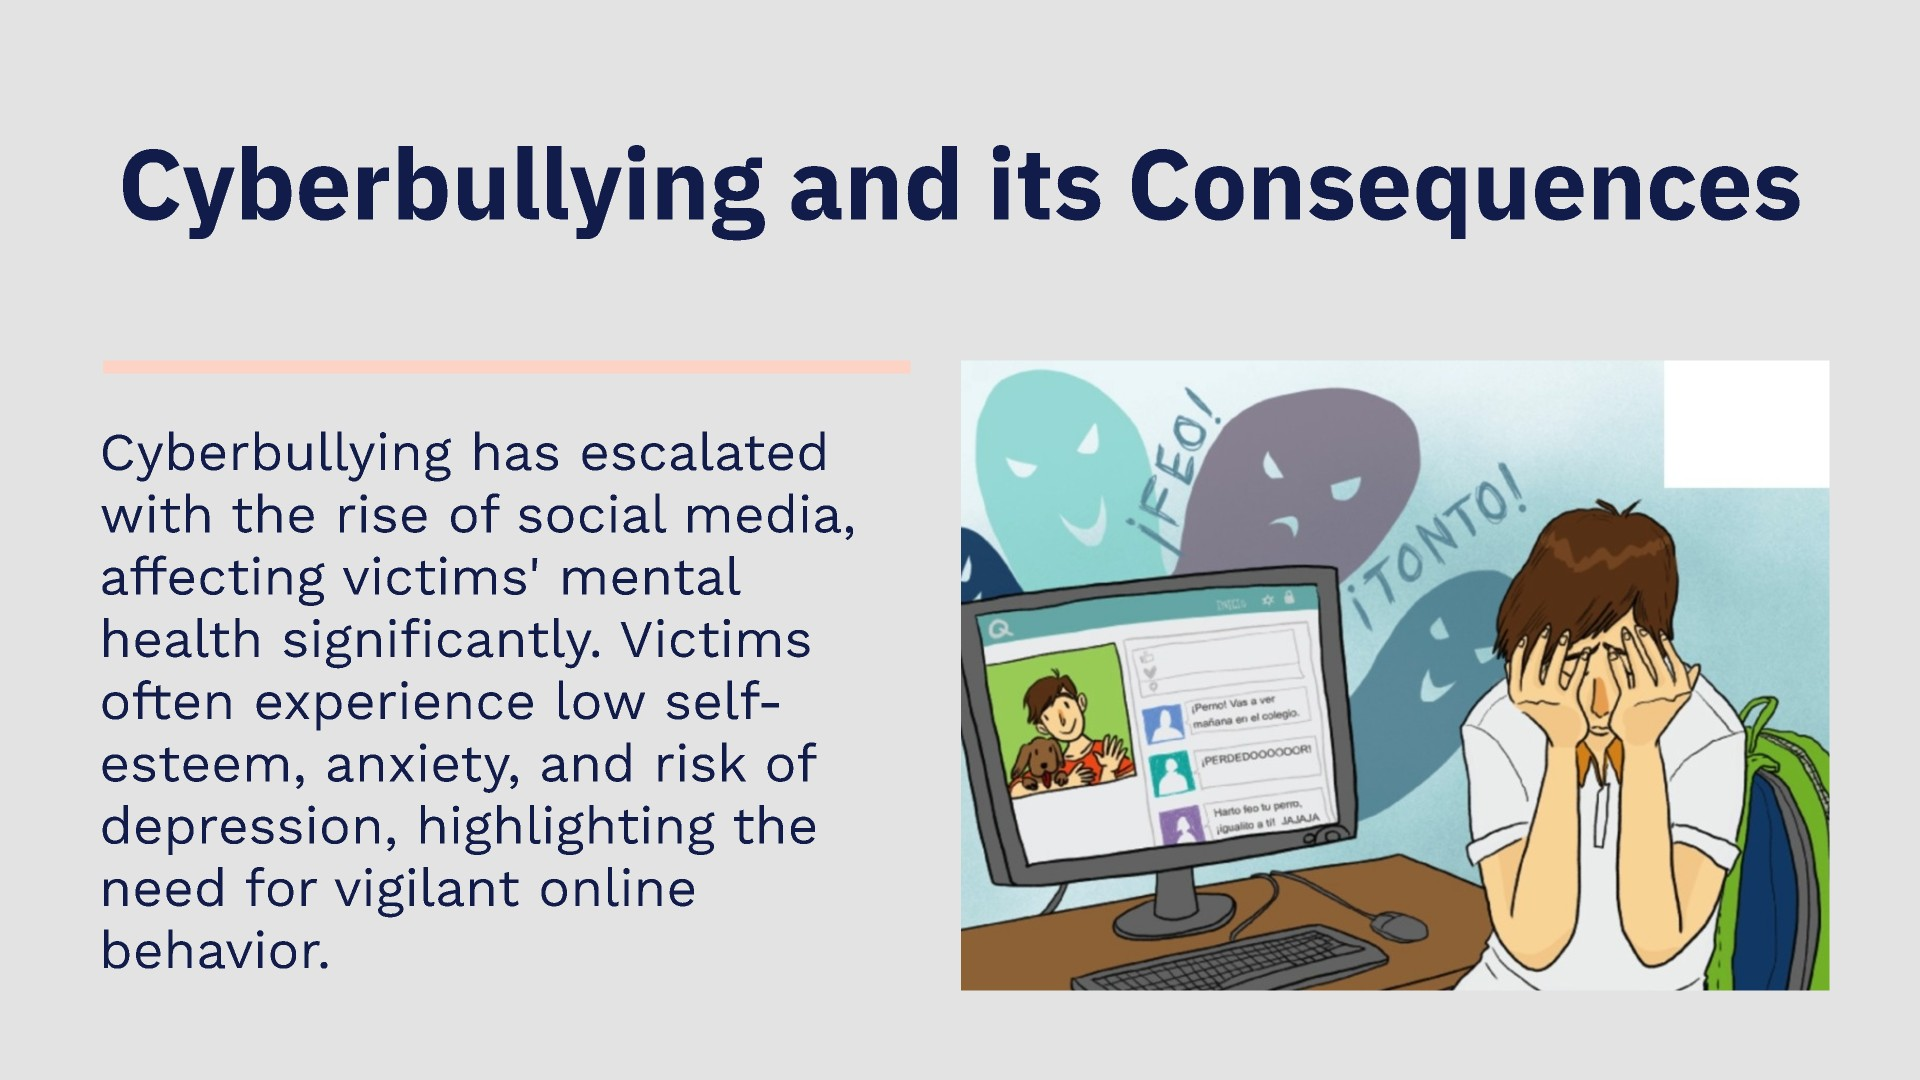 Cyberbullying and its Consequences
Cyberbullying has escalated
with the rise of social media,
affecting victims' mental
health significantly. Victims
often experience low self-
esteem, anxiety, and risk of
depression, highlighting the
need for vigilant online
behavior.
¡FEO!
¡TONTO!
¡Perno! Vas a ver
mañana en el colegio.
¡PERDEDOOOOOOR!
Harto feo tu perro,
¡igualito a ti! JAJAJA